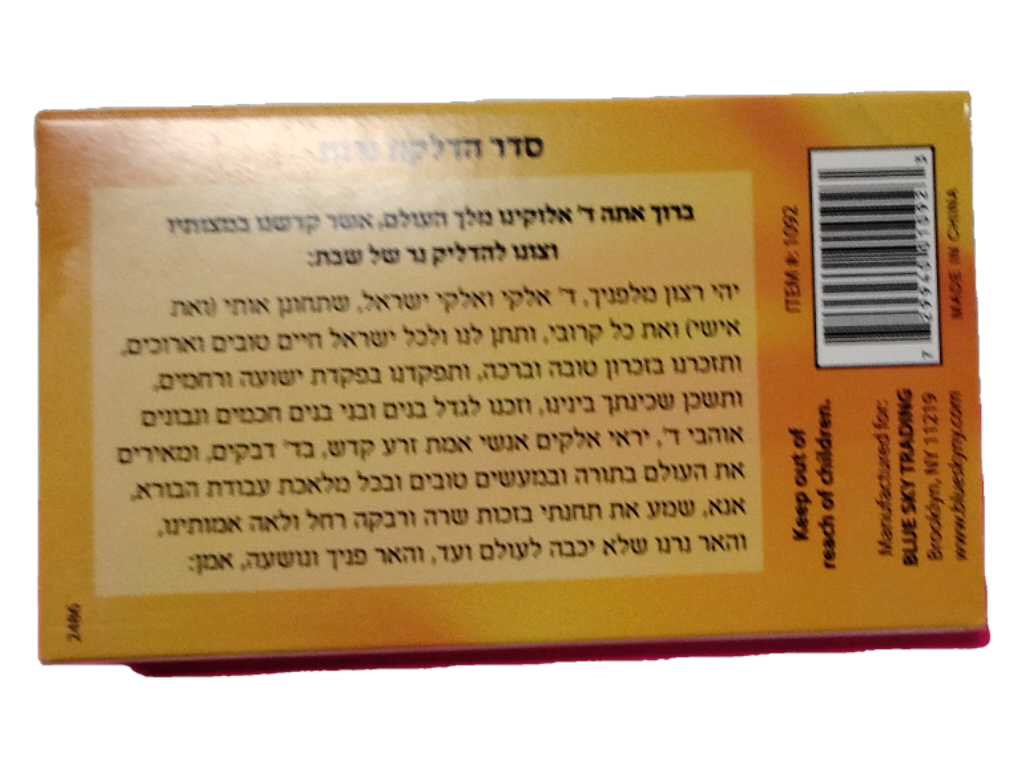 סדר הדלקת נרות
ברוך אתה ד' אלוקינו מלך העולם, אשר קדשנו במצותיו
וצונו להדליק נר של שבת:
יהי רצון מלפניך, ד' אלקי ואלקי ישראל, שתחונן אותי (ואת
אישי) ואת כל קרובי, ותתן לנו ולכל ישראל חיים טובים וארוכים,
ותזכרנו בזכרון טובה וברכה, ותפקדנו בפקדת ישועה ורחמים,
ותשכן שכינתך בינינו, וזכנו לגדל בנים ובני בנים חכמים ונבונים
אוהבי ד', יראי אלקים אנשי אמת זרע קדש, בד' דבקים, ומאירים
את העולם בתורה ובמעשים טובים ובכל מלאכת עבודת הבורא,
אנא, שמע את תחנתי בזכות שרה ורבקה רחל ולאה אמותינו,
והאר נרנו שלא יכבה לעולם ועד, והאר פניך ונושעה, אמן:
2486
ITEM #: 1092
MADE IN CHINA
Keep out of
reach of children.
Manufactured for:
BLUE SKY TRADING
Brooklyn, NY 11219
www.blueskyny.com